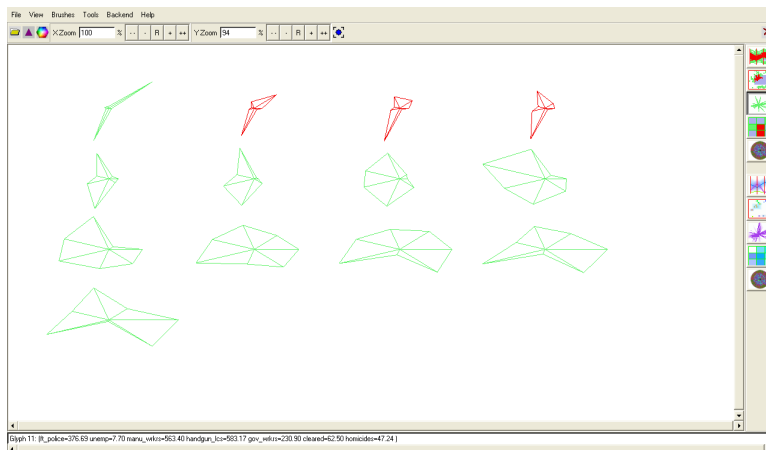 File View Brushes Tools Backend Help
XZoom 100 % -- - R + ++ YZoom 94 % -- - R + ++
Glyph 11: (ft_police=376.69 unemp=7.70 manu_wrkrs=563.40 handgun_lcs=583.17 gov_wrkrs=230.90 cleared=62.50 homicides=47.24 )